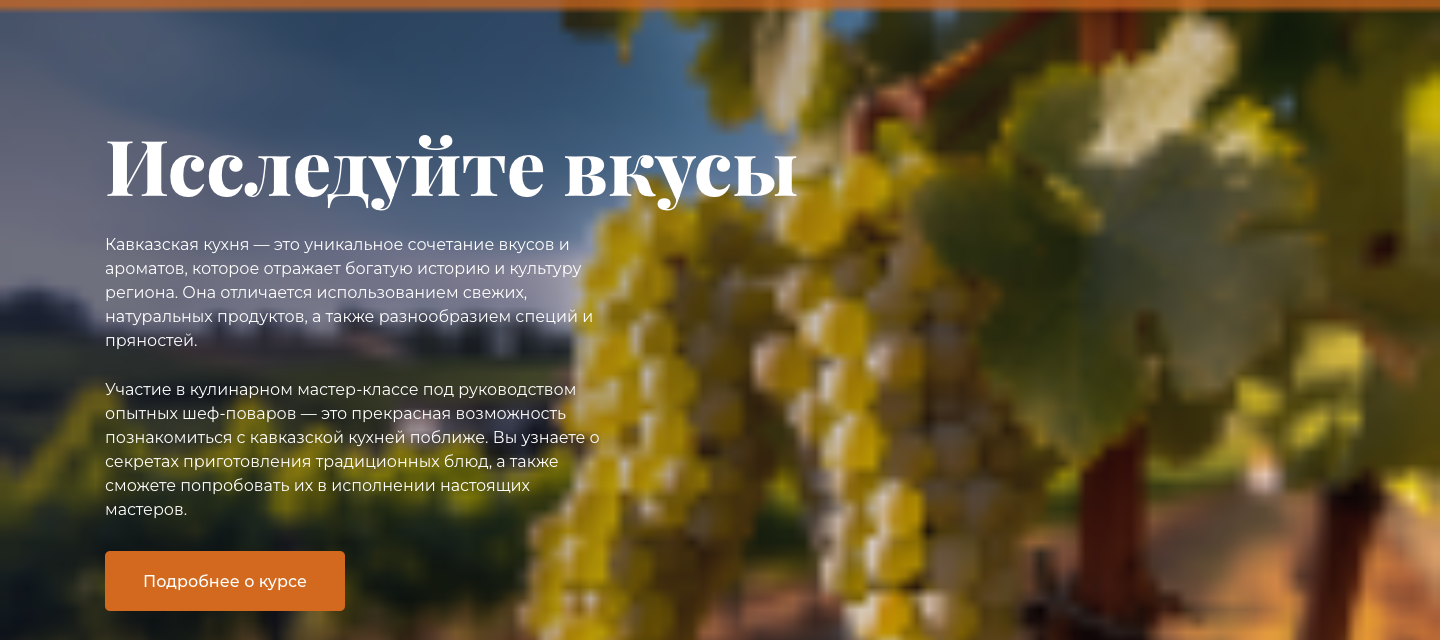 Исследуйте вкусы
Кавказская кухня — это уникальное сочетание вкусов и
ароматов, которое отражает богатую историю и культуру
региона. Она отличается использованием свежих,
натуральных продуктов, а также разнообразием специй и
пряностей.
Участие в кулинарном мастер-классе под руководством
опытных шеф-поваров — это прекрасная возможность
познакомиться с кавказской кухней поближе. Вы узнаете о
секретах приготовления традиционных блюд, а также
сможете попробовать их в исполнении настоящих
мастеров.
Подробнее о курсе